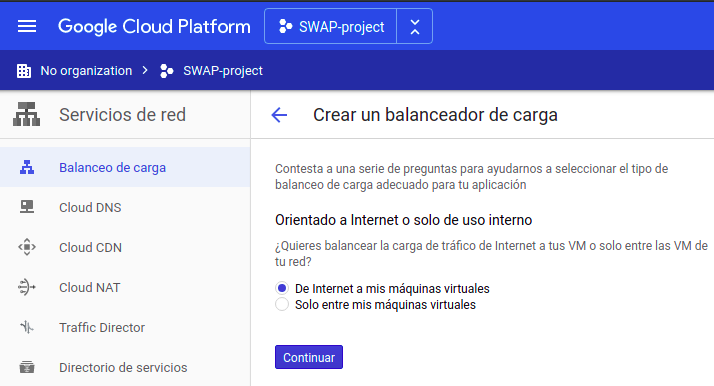 Google Cloud Platform
SWAP-project
No organization
SWAP-project
Servicios de red
Crear un balanceador de carga
Balanceo de carga
Cloud DNS
Cloud CDN
Cloud NAT
Traffic Director
Directorio de servicios
Contesta a una serie de preguntas para ayudarnos a seleccionar el tipo de
balanceo de carga adecuado para tu aplicación
Orientado a Internet o solo de uso interno
¿Quieres balancear la carga de tráfico de Internet a tus VM o solo entre las VM de
tu red?
De Internet a mis máquinas virtuales
Solo entre mis máquinas virtuales
Continuar